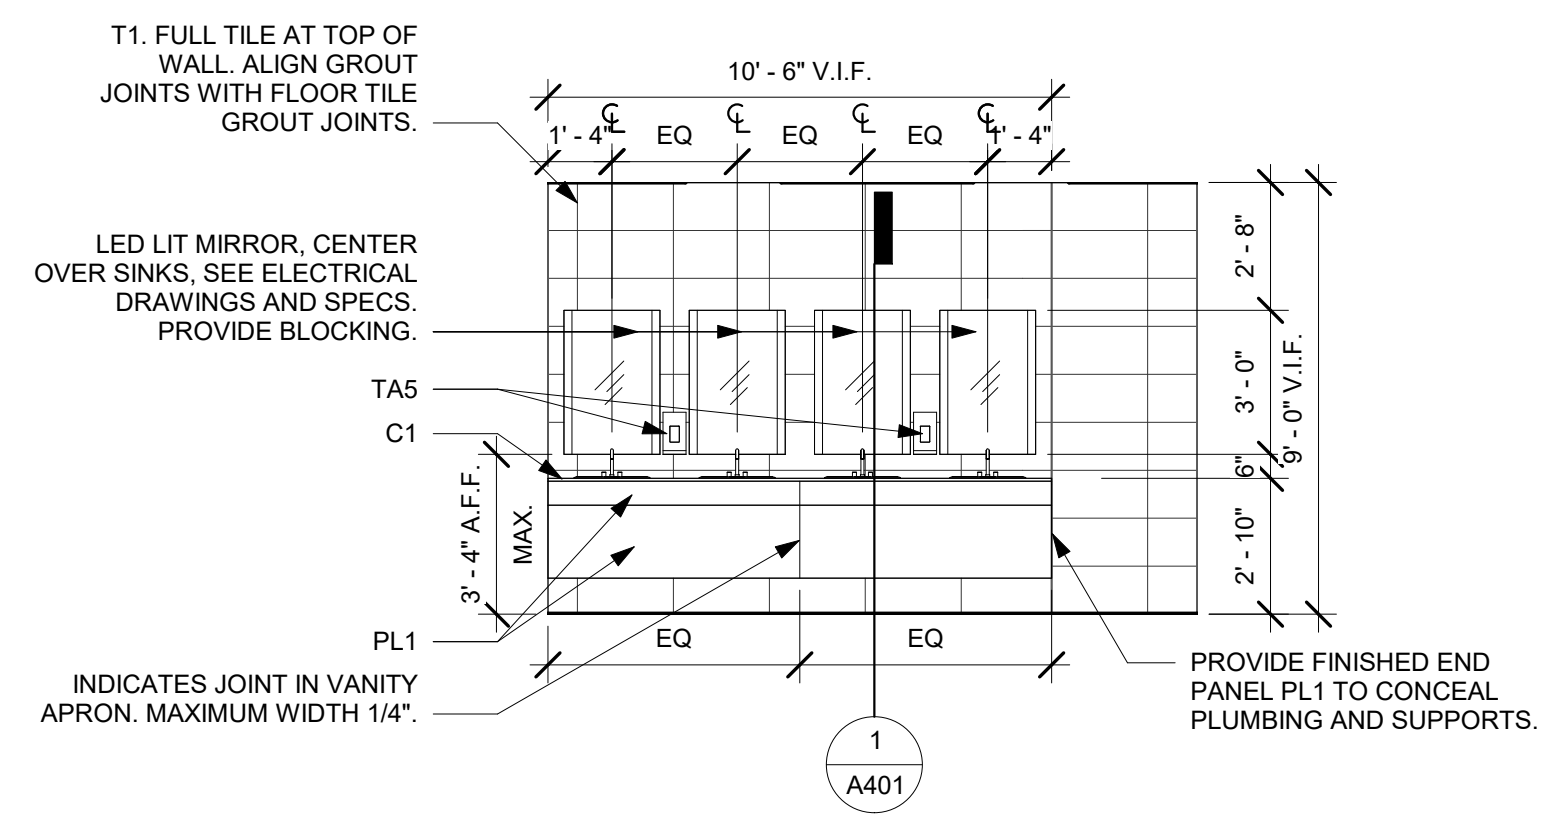 T1. FULL TILE AT TOP OF
WALL. ALIGN GROUT
JOINTS WITH FLOOR TILE
GROUT JOINTS.
10' - 6" V.I.F.
1' - 4"
EQ
EQ
EQ
1' - 4"
LED LIT MIRROR, CENTER
OVER SINKS, SEE ELECTRICAL
DRAWINGS AND SPECS.
PROVIDE BLOCKING.
TA5
C1
3' - 4" A.F.F.
MAX.
2' - 8"
3' - 0"
6"
2' - 10"
9' - 0" V.I.F.
PL1
EQ
EQ
INDICATES JOINT IN VANITY
APRON. MAXIMUM WIDTH 1/4".
PROVIDE FINISHED END
PANEL PL1 TO CONCEAL
PLUMBING AND SUPPORTS.
1
A401